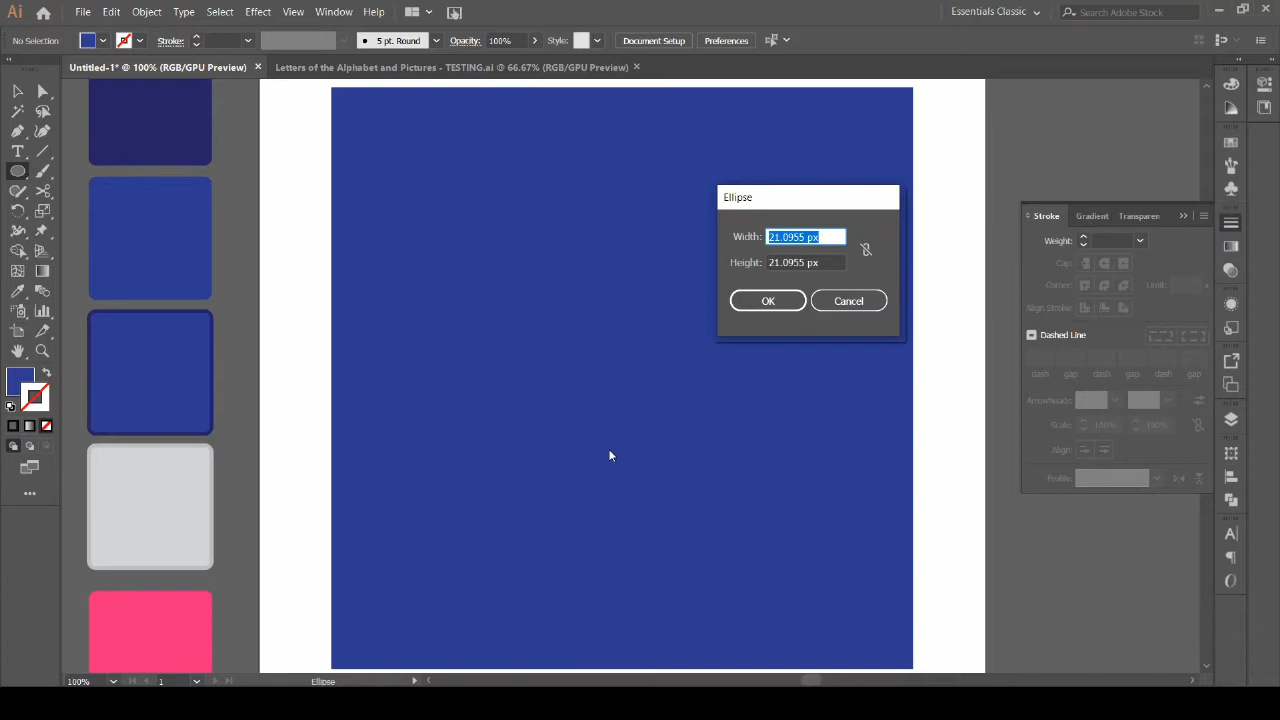 Ai File Edit Object Type Select Effect View Window Help Essentials Classic Search Adobe Stock
No Selection Stroke: 5 pt. Round Opacity: 100% Style: Document Setup Preferences
Untitled-1* @ 100% (RGB/GPU Preview) × Letters of the Alphabet and Pictures - TESTING.ai @ 66.67% (RGB/GPU Preview) ×
Ellipse
Width: 21.0955 px
Height: 21.0955 px
OK Cancel
Stroke Gradient Transparen
Weight:
Cap:
Corner: Limit:
Align Stroke:
Dashed Line
dash gap dash gap dash gap
Arrowheads:
Scale: 100% 100%
Align:
Profile:
100% 1 Ellipse